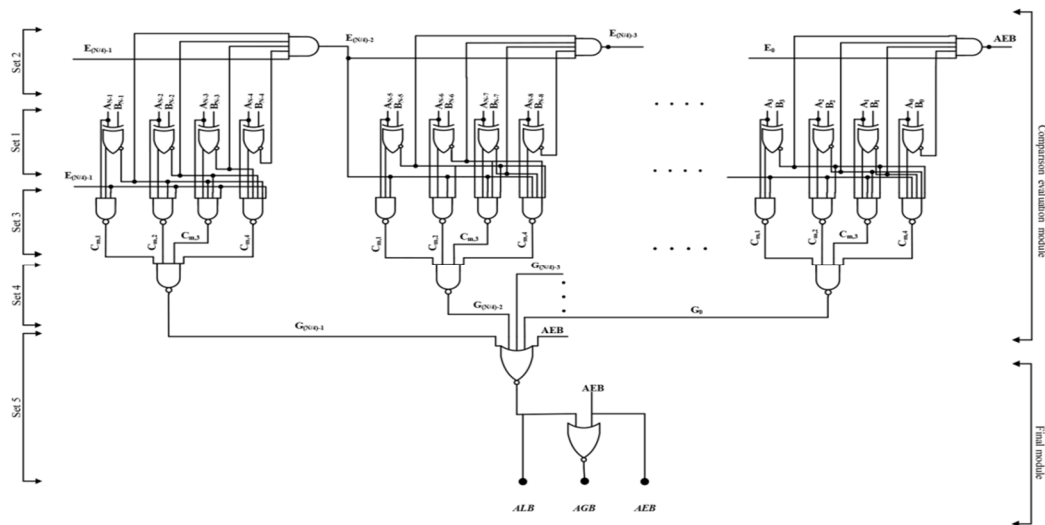 Set 2
Set 1
Set 3
Set 4
Set 5
E(N/4)-1
E(N/4)-2
E(N/4)-3
E0
AEB
AN-1
BN-1
AN-2
BN-2
AN-3
BN-3
AN-4
BN-4
AN-5
BN-5
AN-6
BN-6
AN-7
BN-7
AN-8
BN-8
A3
B3
A2
B2
A1
B1
A0
B0
E(N/4)-1
Cm,1
Cm,2
Cm,3
Cm,4
Cm,1
Cm,2
Cm,3
Cm,4
Cm,1
Cm,2
Cm,3
Cm,4
G(N/4)-3
G(N/4)-2
G0
G(N/4)-1
AEB
AEB
ALB
AGB
AEB
Comparison evaluation module
Final module